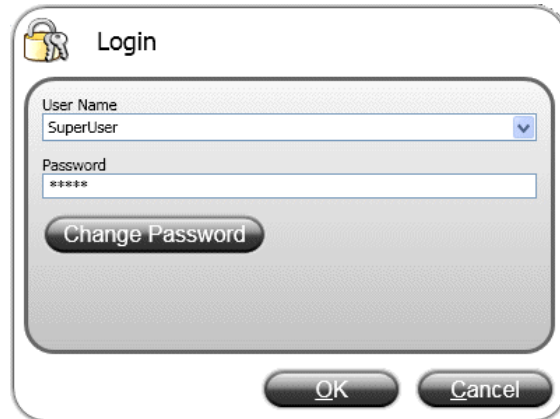 Login
User Name
SuperUser
Password
*****
Change Password
OK
Cancel